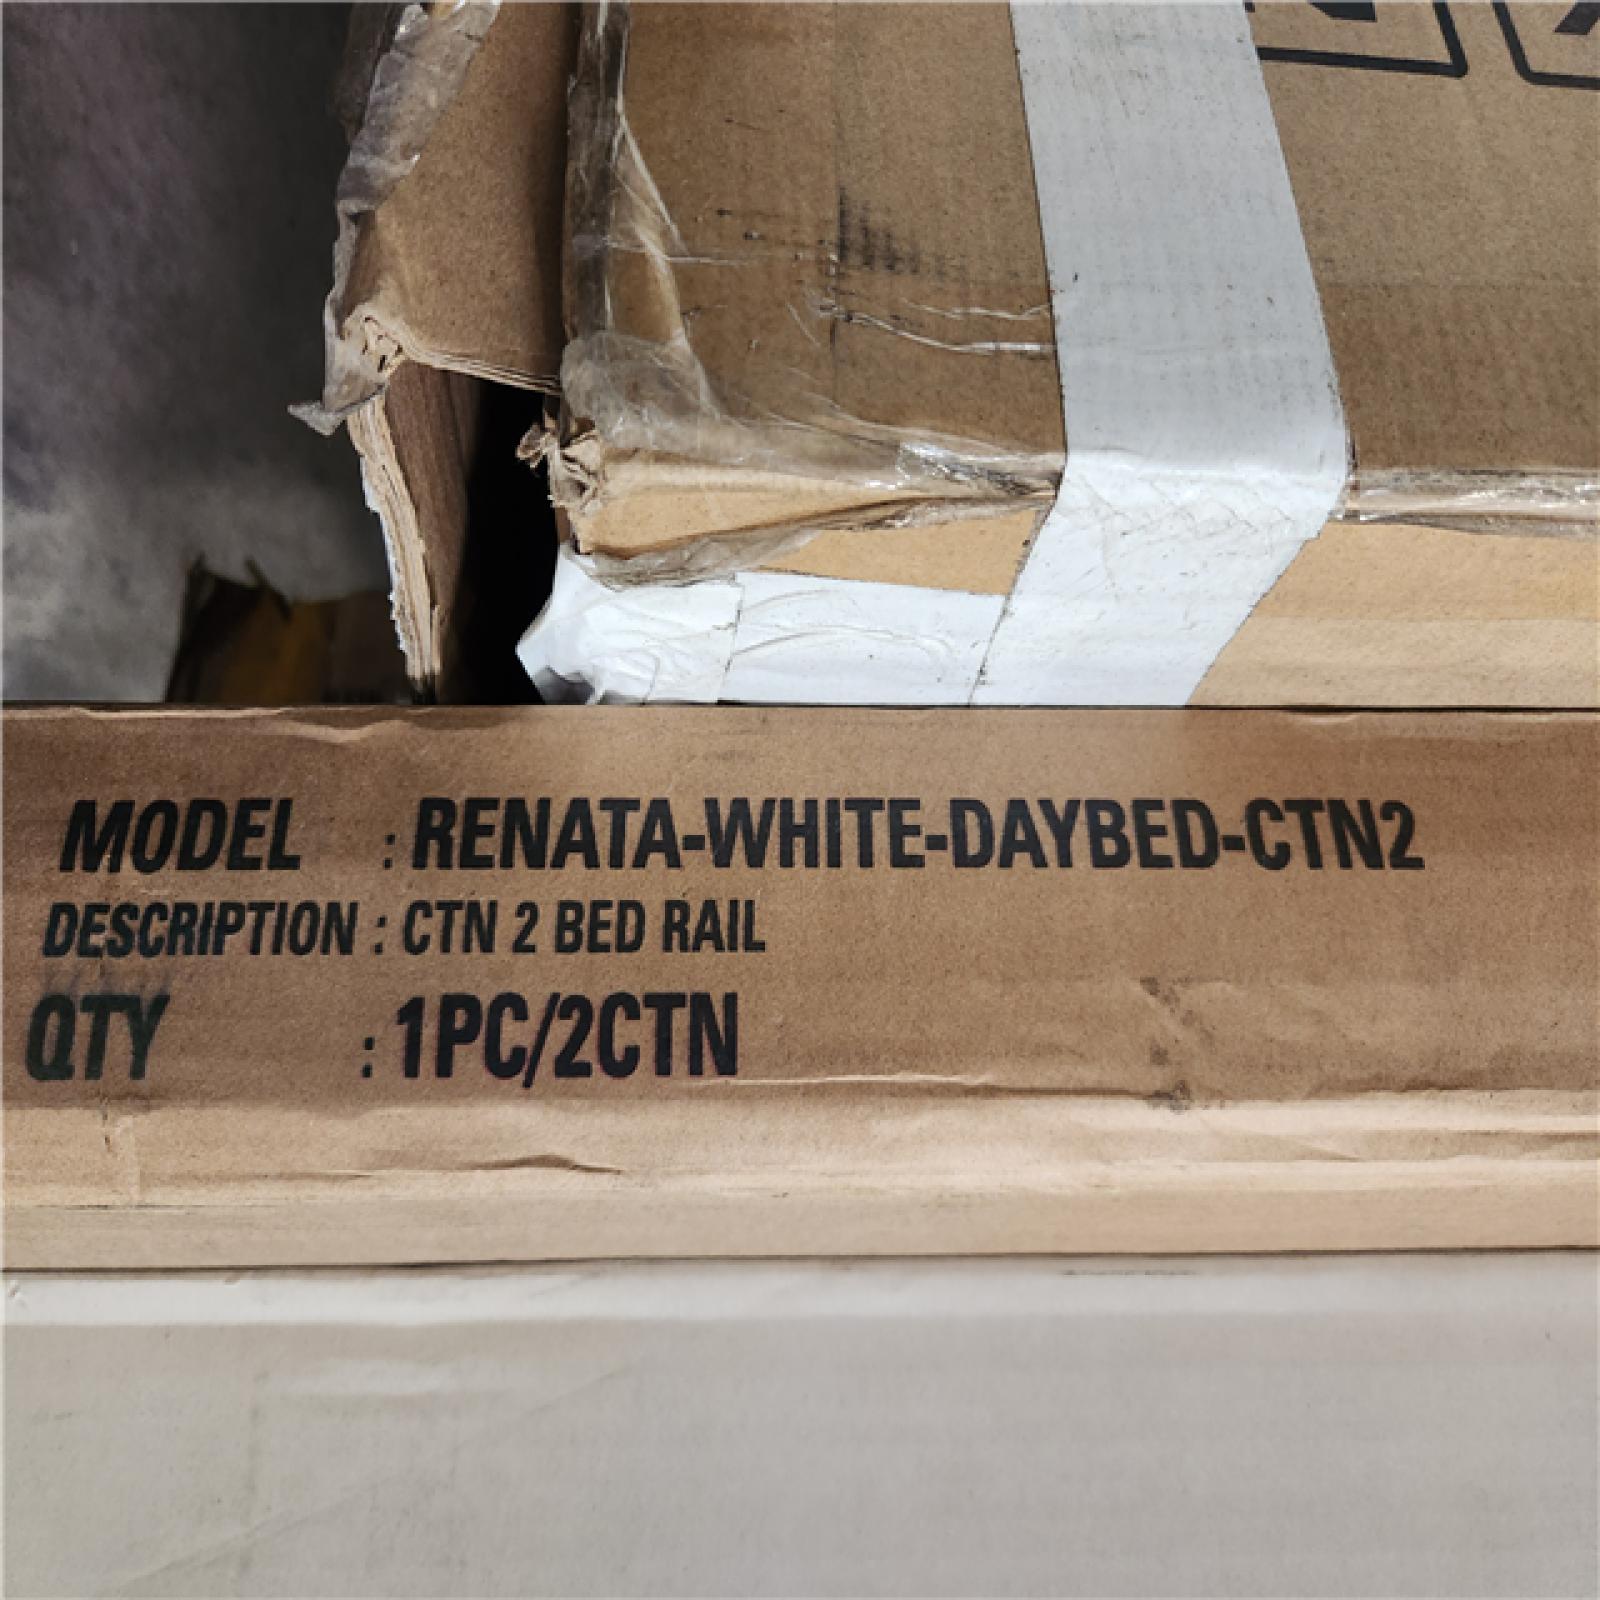 MODEL : RENATA-WHITE-DAYBED-CTN2
DESCRIPTION : CTN 2 BED RAIL
QTY : 1PC/2CTN